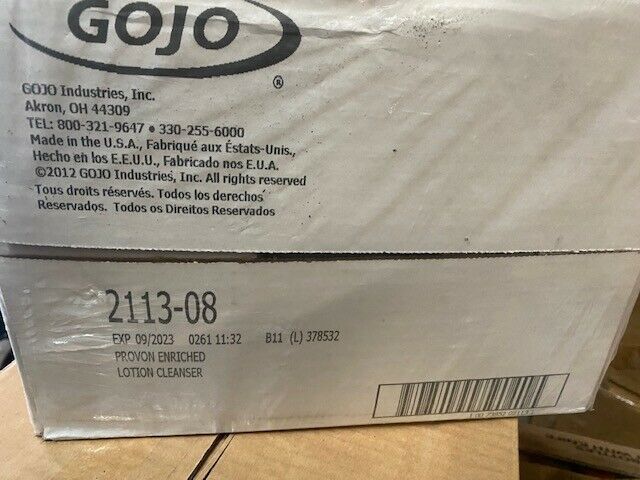 GOJO
®
GOJO Industries, Inc.
Akron, OH 44309
TEL: 800-321-9647 • 330-255-6000
Made in the U.S.A., Fabriqué aux États-Unis.,
Hecho en los E.E.U.U., Fabricado nos E.U.A.
©2012 GOJO Industries, Inc. All rights reserved
Tous droits réservés. Todos los derechos
Reservados. Todos os Direitos Reservados
2113-08
EXP 09/2023 0261 11:32 B11 (L) 378532
PROVON ENRICHED
LOTION CLEANSER